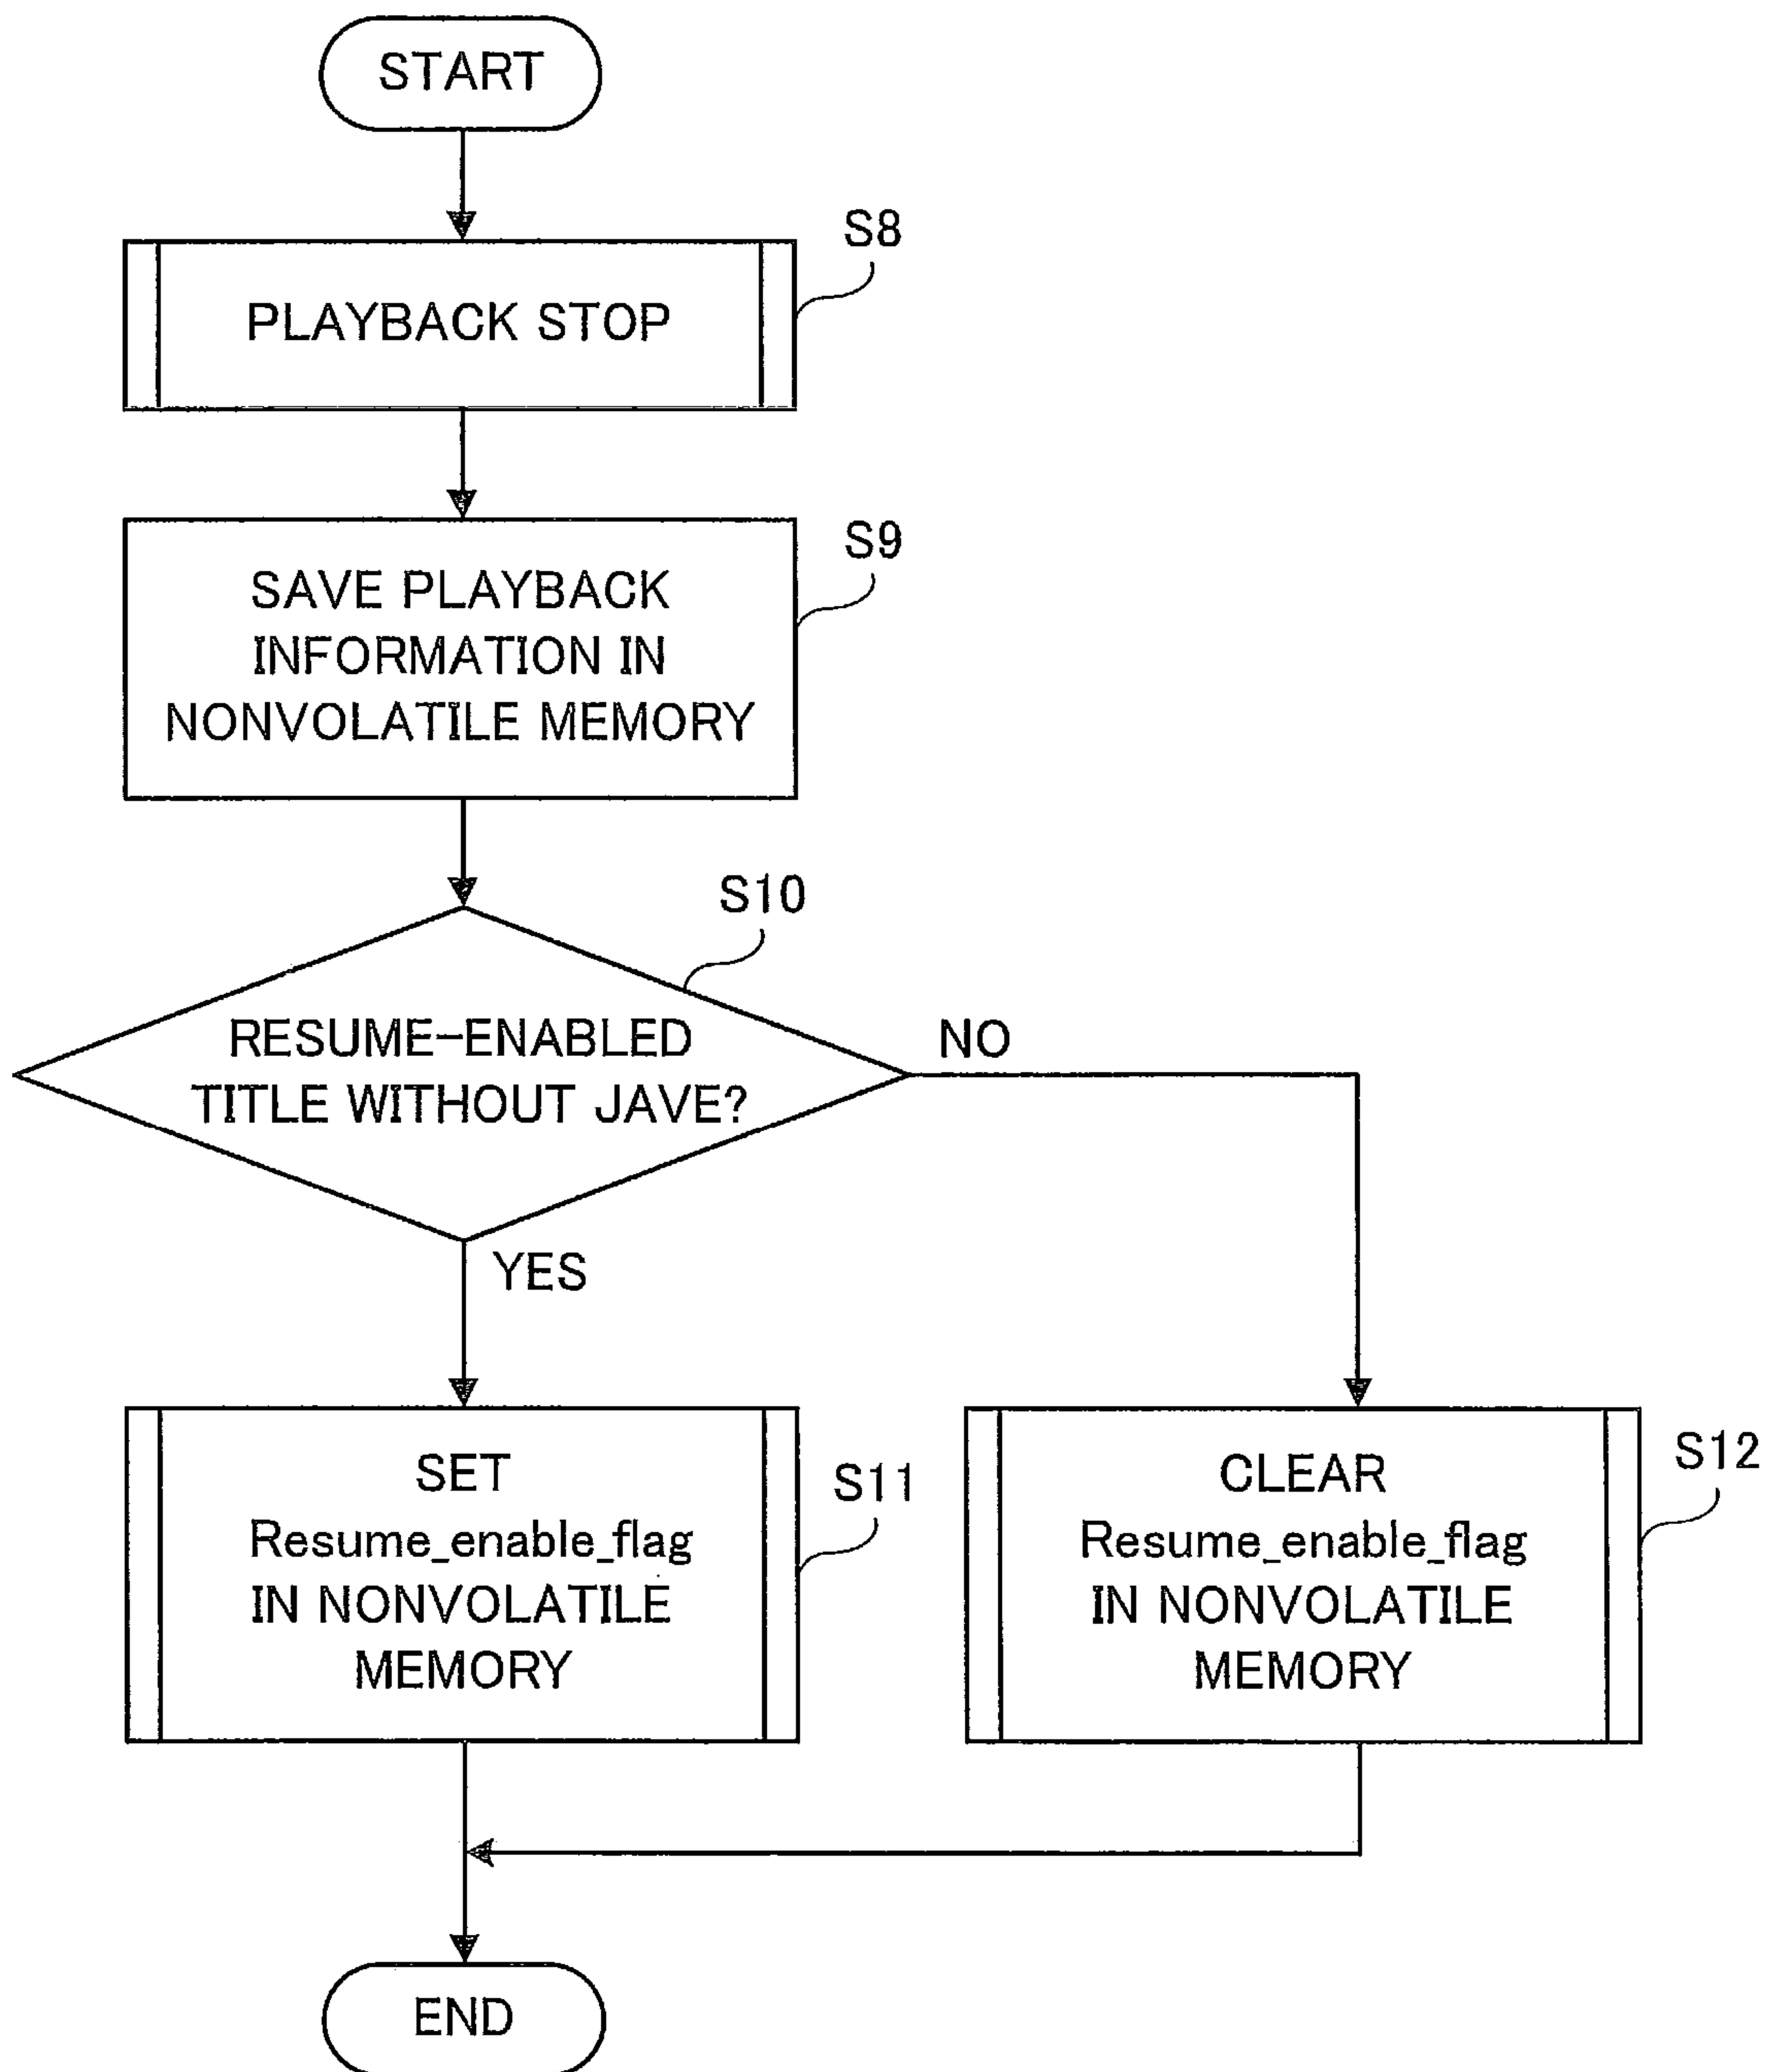 START
S8
PLAYBACK STOP
S9
SAVE PLAYBACK
INFORMATION IN
NONVOLATILE MEMORY
S10
RESUME-ENABLED
TITLE WITHOUT JAVE?
NO
YES
S11
SET
Resume_enable_flag
IN NONVOLATILE
MEMORY
S12
CLEAR
Resume_enable_flag
IN NONVOLATILE
MEMORY
END